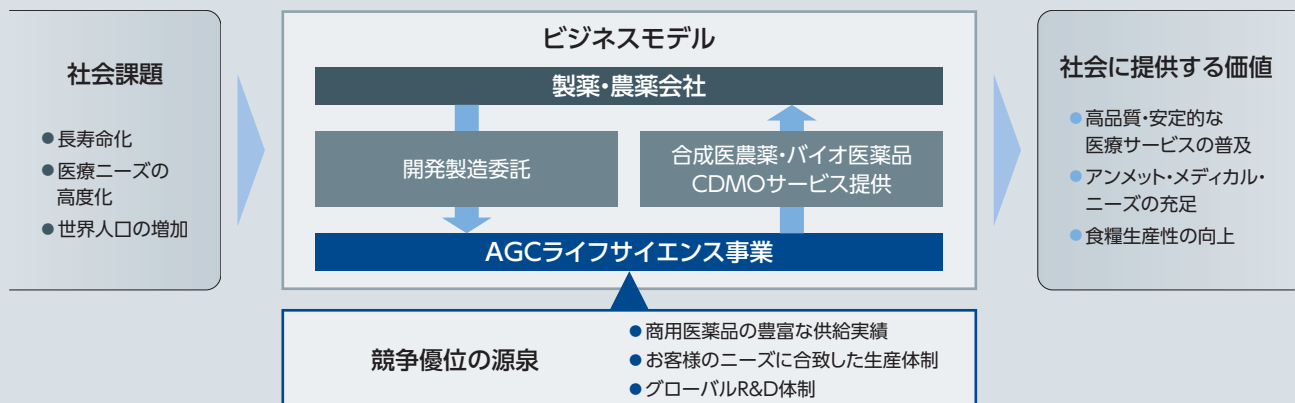 社会課題
●長寿命化
●医療ニーズの
高度化
●世界人口の増加
ビジネスモデル
製薬・農薬会社
開発製造委託
合成医農薬・バイオ医薬品
CDMOサービス提供
AGCライフサイエンス事業
競争優位の源泉
●商用医薬品の豊富な供給実績
●お客様のニーズに合致した生産体制
●グローバルR&D体制
社会に提供する価値
●高品質・安定的な
医療サービスの普及
●アンメット・メディカル・
ニーズの充足
●食糧生産性の向上